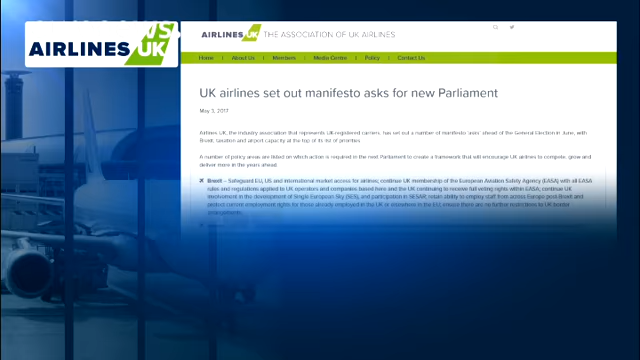 AIRLINES UK
AIRLINES UK THE ASSOCIATION OF UK AIRLINES
Home | About Us | Members | Media Centre | Policy | Contact Us
UK airlines set out manifesto asks for new Parliament
May 3, 2017
Airlines UK, the industry association that represents UK-registered carriers, has set out a number of manifesto 'asks' ahead of the General Election in June, with
Brexit, taxation and airport capacity at the top of its list of priorities.
A number of policy areas are listed on which action is required in the next Parliament to create a framework that will encourage UK airlines to compete, grow and
deliver more in the years ahead.
Brexit – Safeguard EU, US and international market access for airlines; continue UK membership of the European Aviation Safety Agency (EASA) with all EASA
rules and regulations applied to UK operators and companies based here and the UK continuing to receive full voting rights within EASA; continue UK
involvement in the development of Single European Sky (SES), and participation in SESAR; retain ability to employ staff from across Europe post-Brexit and
protect current employment rights for those already employed in the UK or elsewhere in the EU; ensure there are no further restrictions to UK